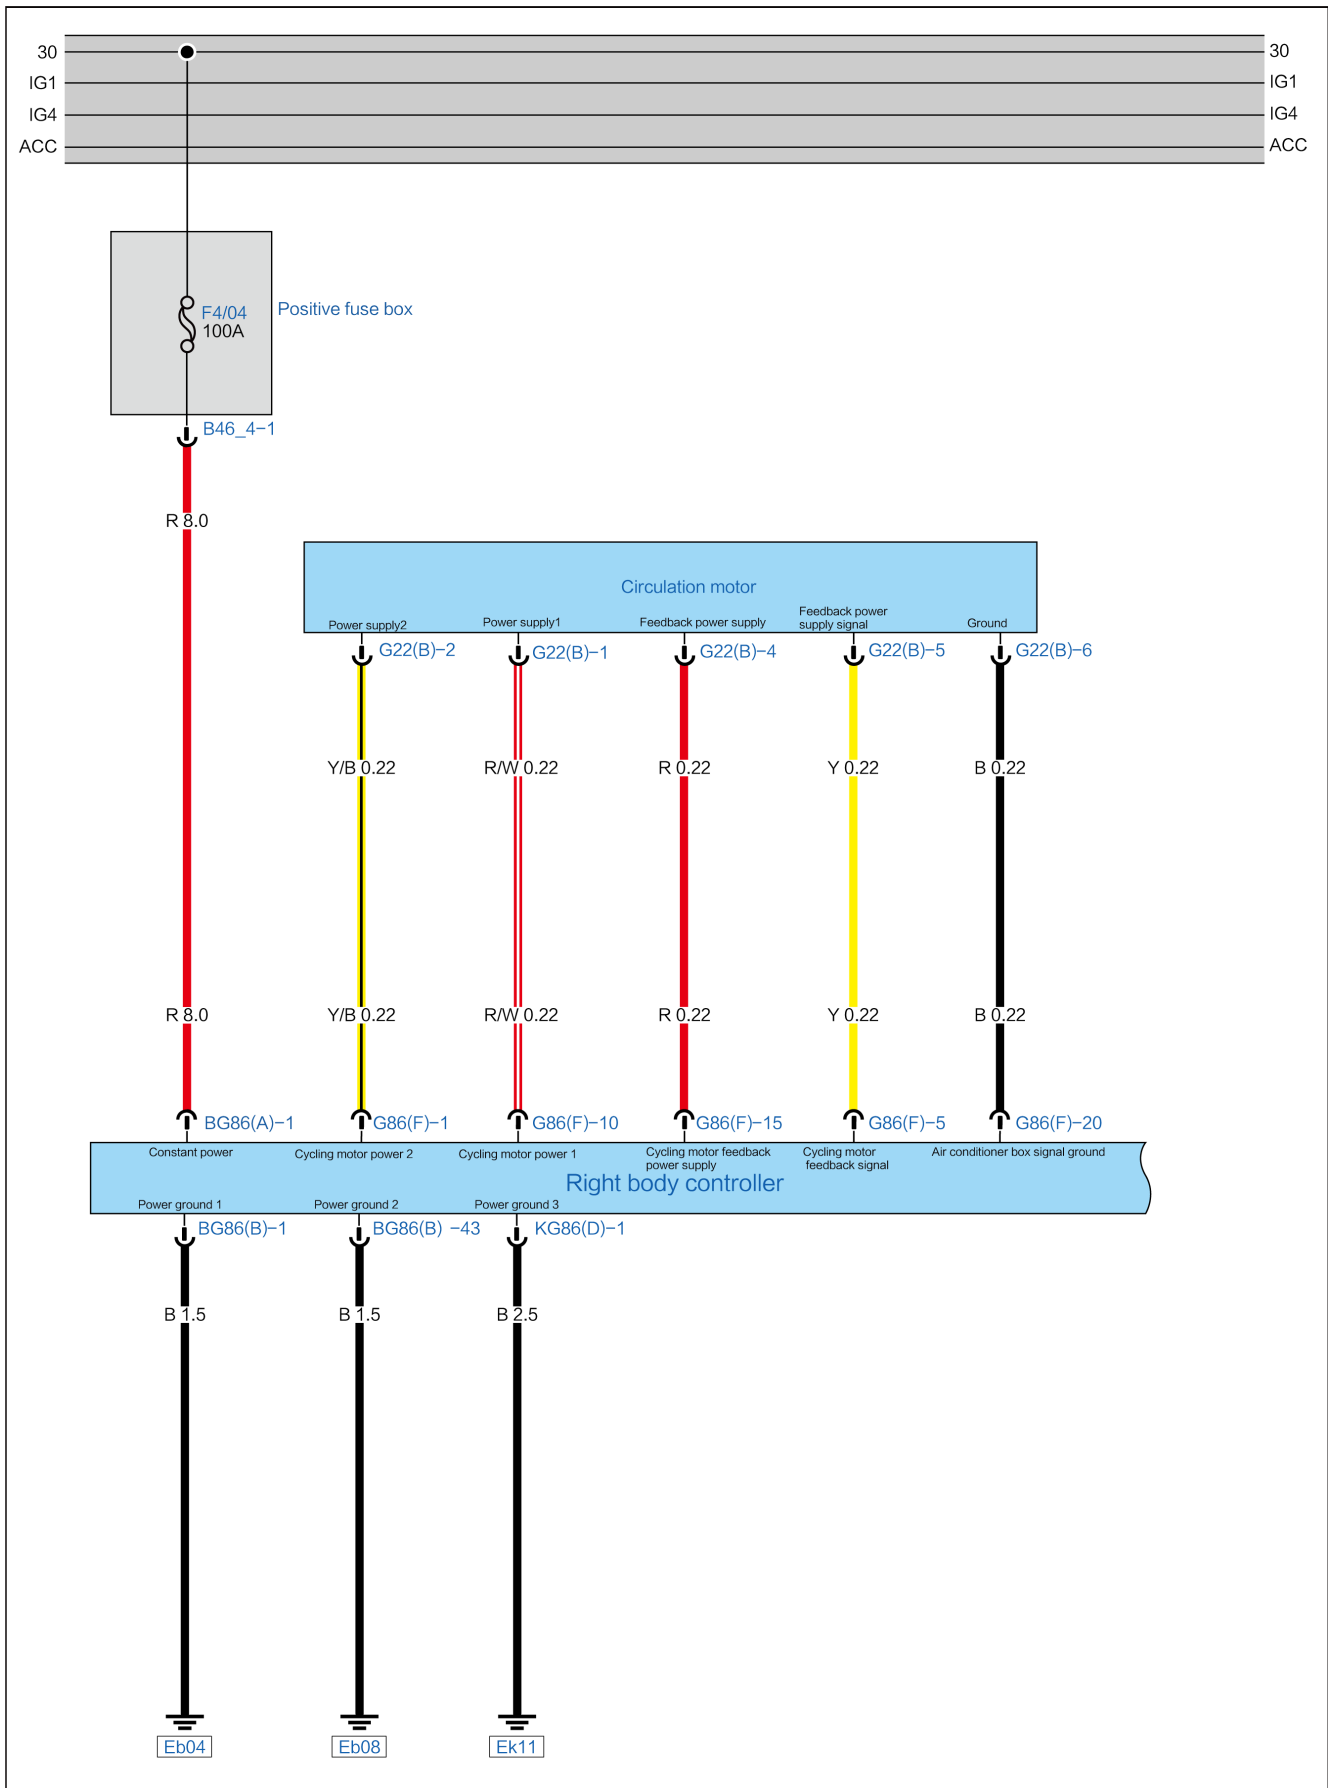 30 30
IG1 IG1
IG4 IG4
ACC ACC
F4/04
100A
Positive fuse box
B46_4-1
R 8.0
Circulation motor
Power supply2
Power supply1
Feedback power supply
Feedback power
supply signal
Ground
G22(B)-2
G22(B)-1
G22(B)-4
G22(B)-5
G22(B)-6
Y/B 0.22
R/W 0.22
R 0.22
Y 0.22
B 0.22
R 8.0
Y/B 0.22
R/W 0.22
R 0.22
Y 0.22
B 0.22
BG86(A)-1
G86(F)-1
G86(F)-10
G86(F)-15
G86(F)-5
G86(F)-20
Constant power
Cycling motor power 2
Cycling motor power 1
Cycling motor feedback
power supply
Cycling motor
feedback signal
Air conditioner box signal ground
Right body controller
Power ground 1
Power ground 2
Power ground 3
BG86(B)-1
BG86(B) -43
KG86(D)-1
B 1.5
B 1.5
B 2.5
Eb04
Eb08
Ek11